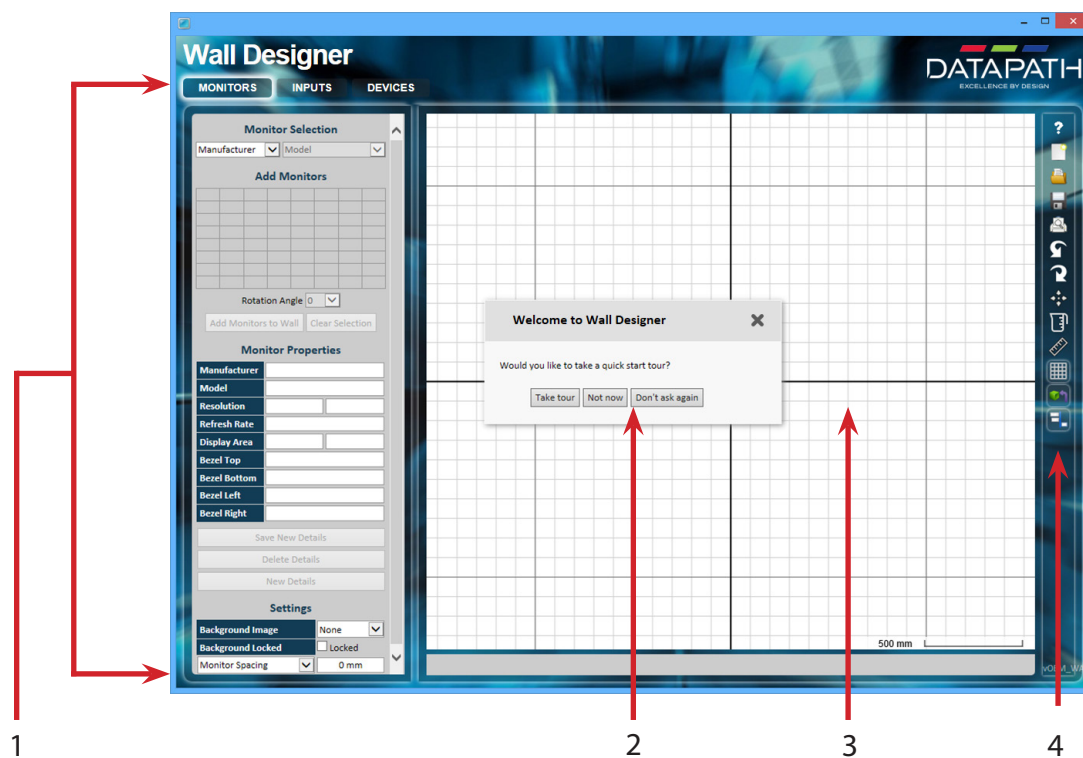 Wall Designer
DATAPATH
EXCELLENCE BY DESIGN
MONITORS INPUTS DEVICES
Monitor Selection
Manufacturer Model
Add Monitors
Rotation Angle 0
Add Monitors to Wall Clear Selection
Monitor Properties
Manufacturer
Model
Resolution
Refresh Rate
Display Area
Bezel Top
Bezel Bottom
Bezel Left
Bezel Right
Save New Details
Delete Details
New Details
Settings
Background Image None
Background Locked Locked
Monitor Spacing 0 mm
Welcome to Wall Designer
Would you like to take a quick start tour?
Take tour Not now Don't ask again
500 mm
?
1 2 3 4